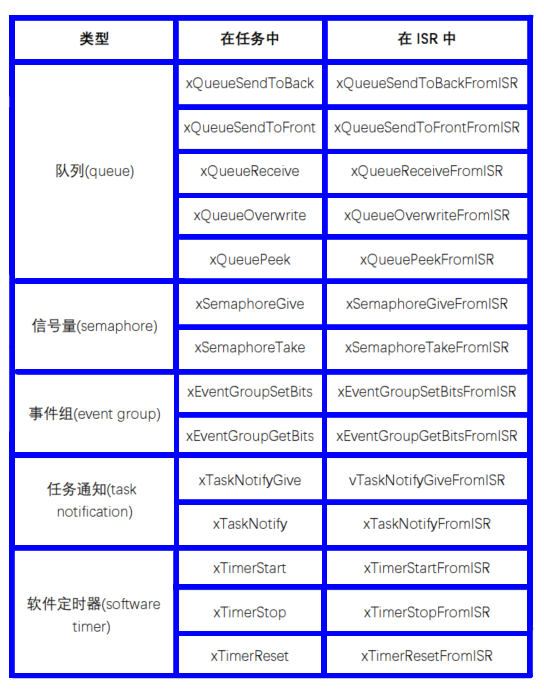 类型 在任务中 在 ISR 中
队列(queue) xQueueSendToBack xQueueSendToBackFromISR
xQueueSendToFront xQueueSendToFrontFromISR
xQueueReceive xQueueReceiveFromISR
xQueueOverwrite xQueueOverwriteFromISR
xQueuePeek xQueuePeekFromISR
信号量(semaphore) xSemaphoreGive xSemaphoreGiveFromISR
xSemaphoreTake xSemaphoreTakeFromISR
事件组(event group) xEventGroupSetBits xEventGroupSetBitsFromISR
xEventGroupGetBits xEventGroupGetBitsFromISR
任务通知(task
notification) xTaskNotifyGive vTaskNotifyGiveFromISR
xTaskNotify xTaskNotifyFromISR
软件定时器(software
timer) xTimerStart xTimerStartFromISR
xTimerStop xTimerStopFromISR
xTimerReset xTimerResetFromISR